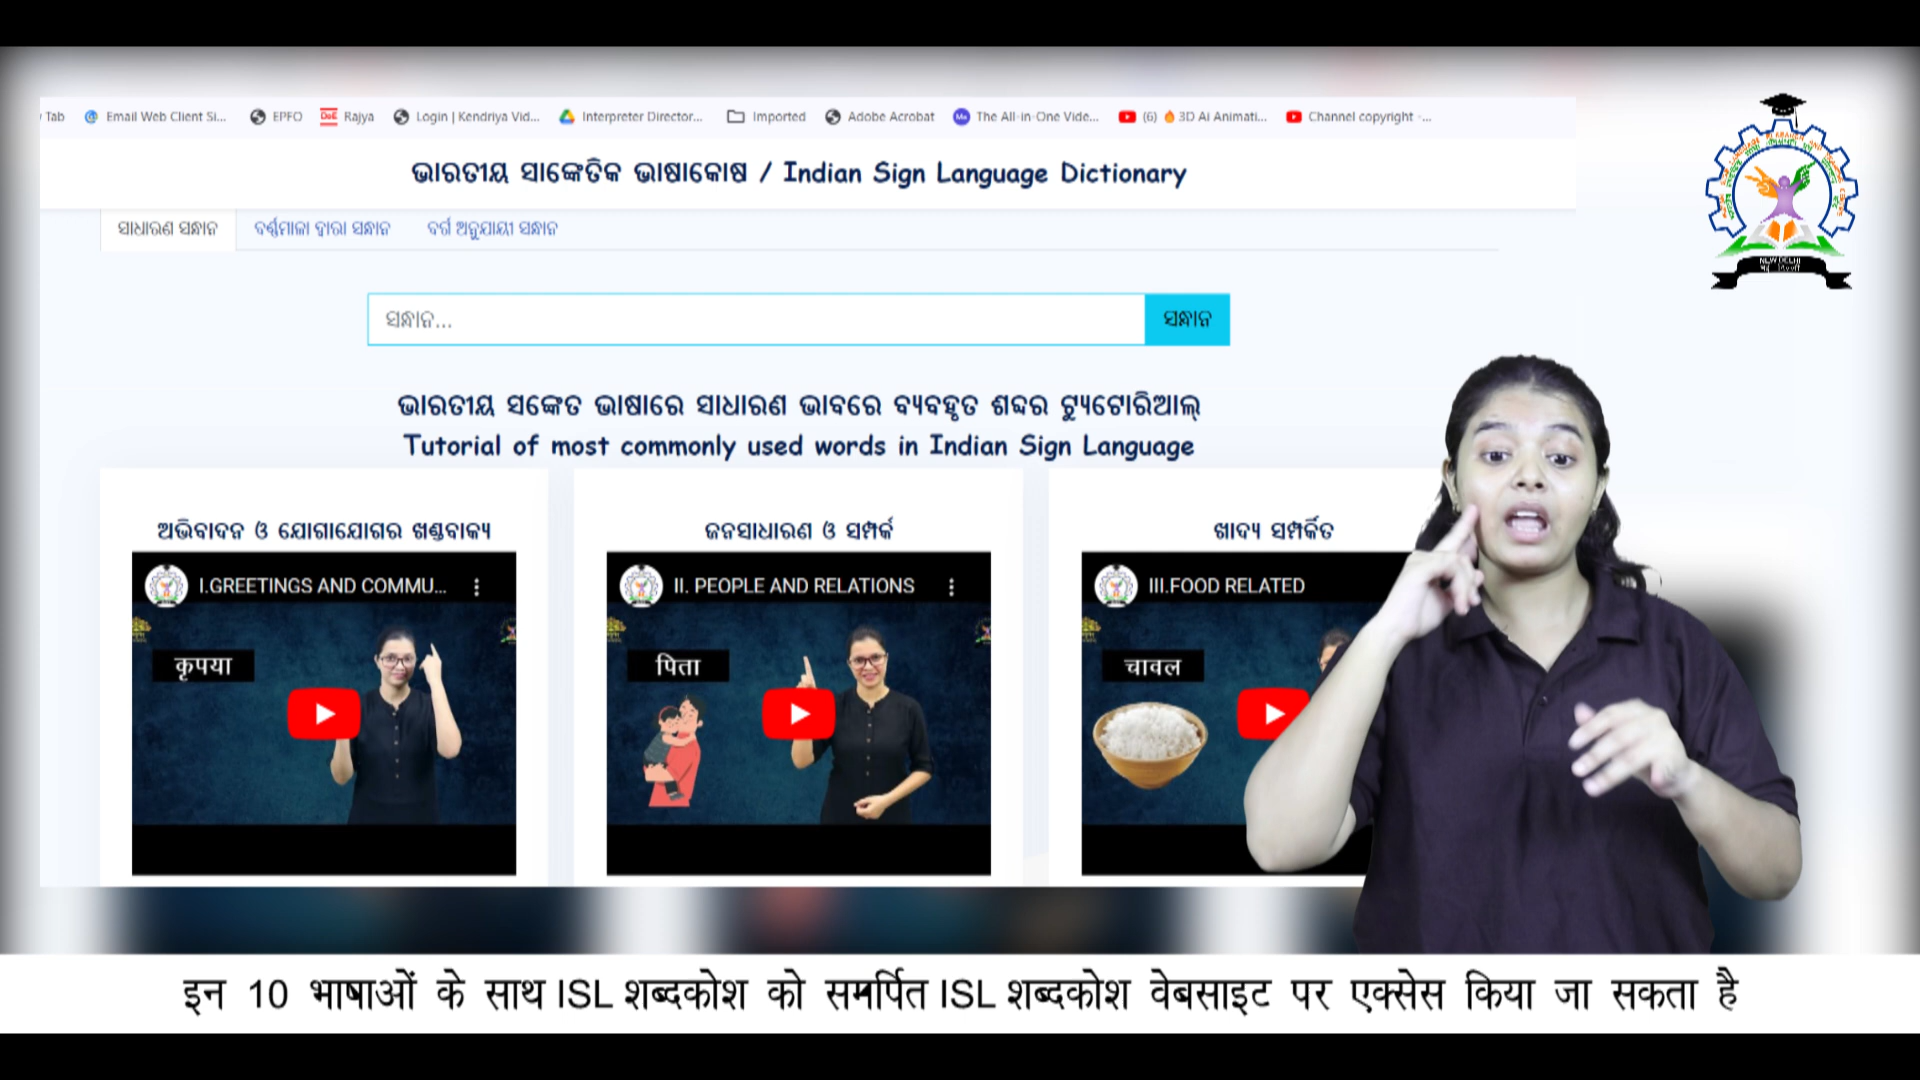 Tab Email Web Client Si... EPFO Rajya Login | Kendriya Vid... Interpreter Director... Imported Adobe Acrobat The All-in-One Vide... (6) 🔥 3D Ai Animati... Channel copyright -...
ଭାରତୀୟ ସାଙ୍କେତିକ ଭାଷାକୋଷ / Indian Sign Language Dictionary
ସାଧାରଣ ସନ୍ଧାନ ବର୍ଣ୍ଣମାଳା ଦ୍ୱାରା ସନ୍ଧାନ ବର୍ଗ ଅନୁଯାୟୀ ସନ୍ଧାନ
ସନ୍ଧାନ... ସନ୍ଧାନ
ଭାରତୀୟ ସଙ୍କେତ ଭାଷାରେ ସାଧାରଣ ଭାବରେ ବ୍ୟବହୃତ ଶବ୍ଦର ଟ୍ୟୁଟୋରିଆଲ୍
Tutorial of most commonly used words in Indian Sign Language
ଅଭିବାଦନ ଓ ଯୋଗାଯୋଗର ଖଣ୍ଡବାକ୍ୟ
I.GREETINGS AND COMMU...
कृपया
ଜନସାଧାରଣ ଓ ସମ୍ପର୍କ
II. PEOPLE AND RELATIONS
पिता
ଖାଦ୍ୟ ସମ୍ପର୍କିତ
III.FOOD RELATED
चावल
NEW DELHI
नई दिल्ली
इन 10 भाषाओं के साथ ISL शब्दकोश को समर्पित ISL शब्दकोश वेबसाइट पर एक्सेस किया जा सकता है